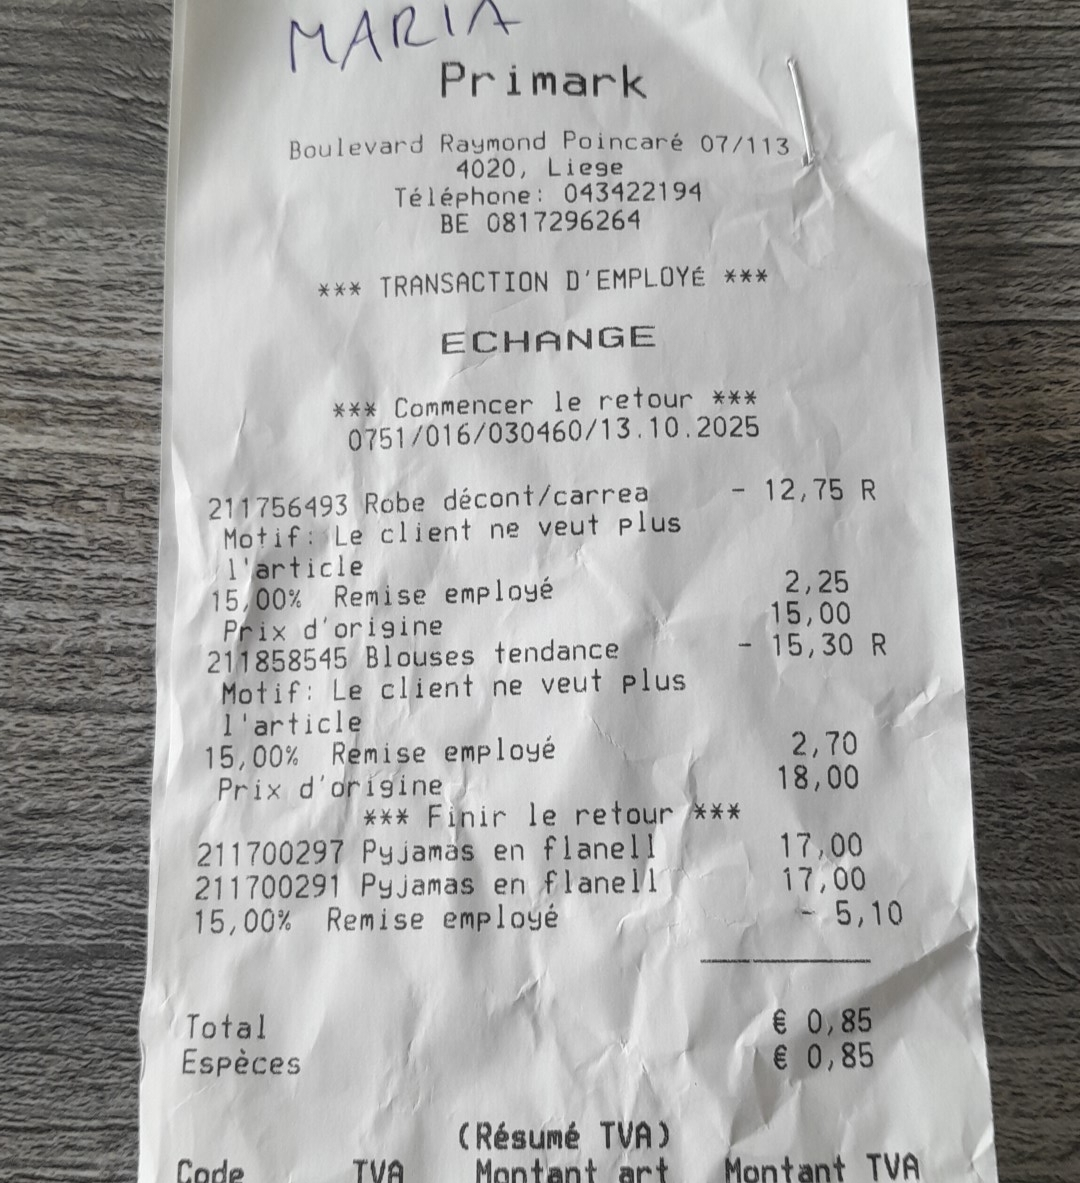 MARIA
Primark
Boulevard Raymond Poincaré 07/113
4020, Liege
Téléphone: 043422194
BE 0817296264
*** TRANSACTION D'EMPLOYÉ ***
ECHANGE
*** Commencer le retour ***
0751/016/030460/13.10.2025
211756493 Robe décont/carrea - 12,75 R
Motif: Le client ne veut plus
l'article
15,00% Remise employé 2,25
Prix d'origine 15,00
211858545 Blouses tendance - 15,30 R
Motif: Le client ne veut plus
l'article
15,00% Remise employé 2,70
Prix d'origine 18,00
*** Finir le retour ***
211700297 Pyjamas en flanell 17,00
211700291 Pyjamas en flanell 17,00
15,00% Remise employé - 5,10
Total € 0,85
Espèces € 0,85
(Résumé TVA)
Code TVA Montant art Montant TVA